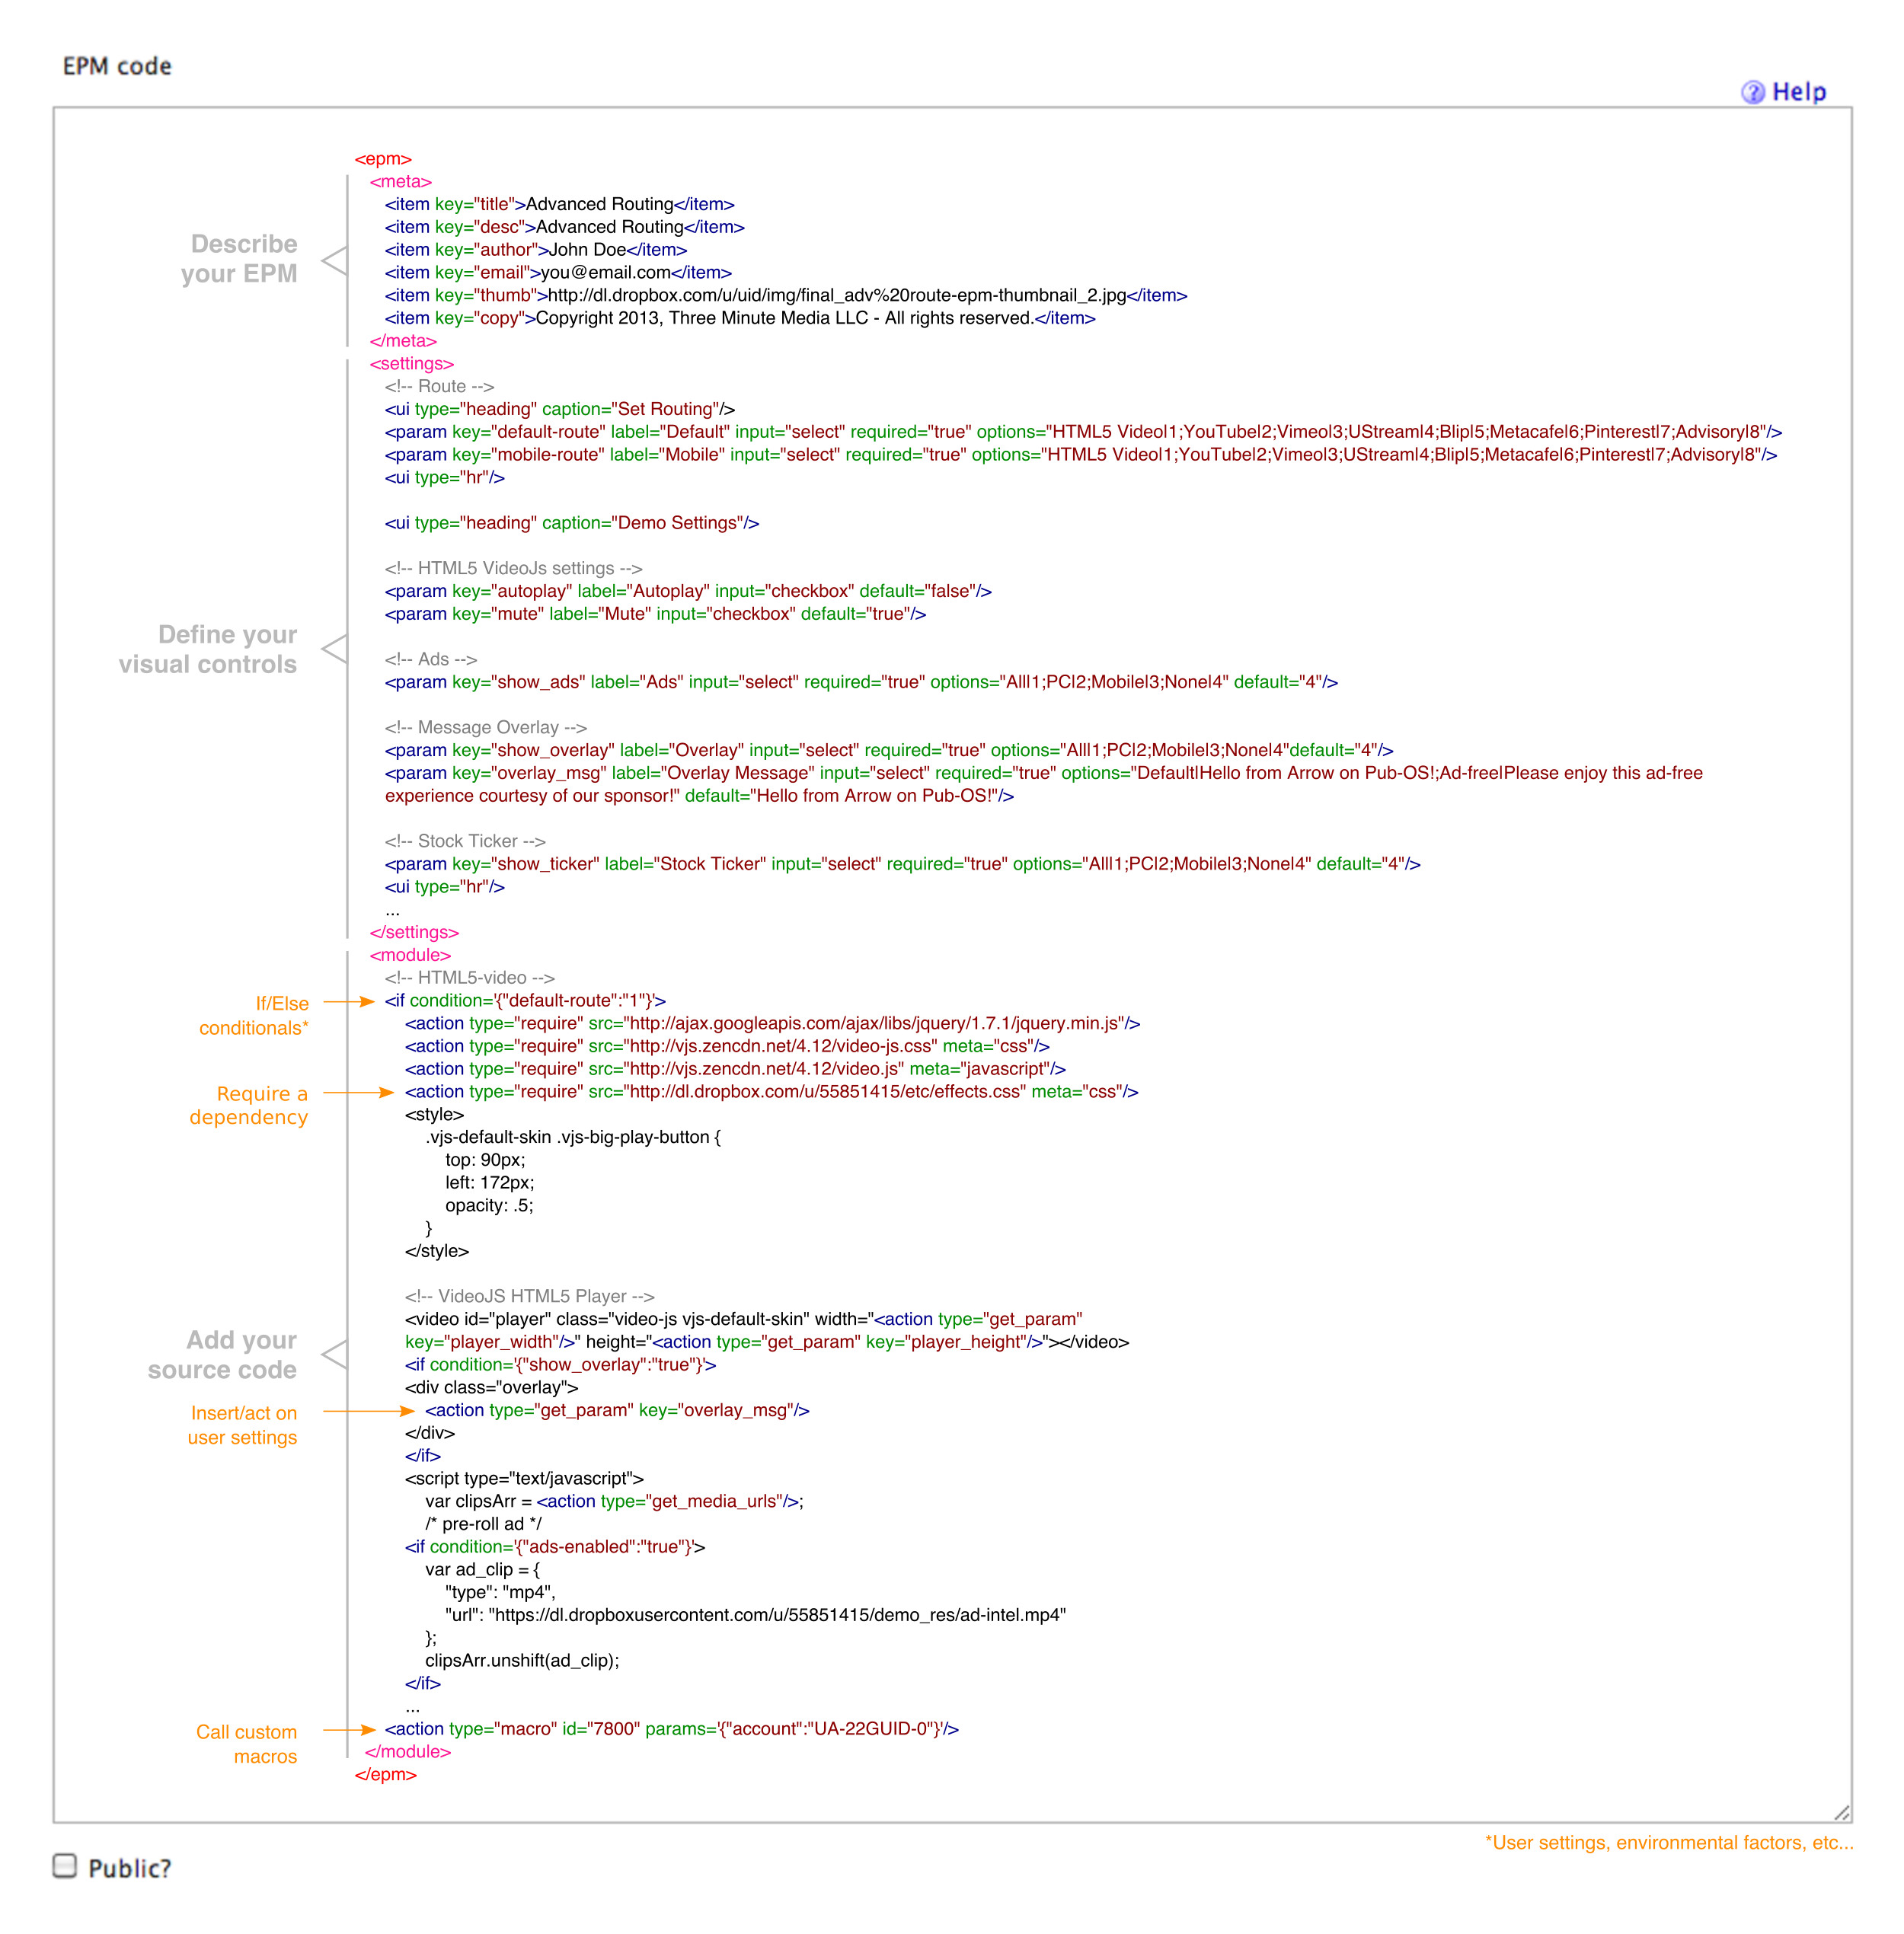 EPM code
Help
<epm>
<meta>
<item key="title">Advanced Routing</item>
<item key="desc">Advanced Routing</item>
<item key="author">John Doe</item>
<item key="email">you@email.com</item>
<item key="thumb">http://dl.dropbox.com/u/uid/img/final_adv%20route-epm-thumbnail_2.jpg</item>
<item key="copy">Copyright 2013, Three Minute Media LLC - All rights reserved.</item>
</meta>
Describe
your EPM
<settings>
<!-- Route -->
<ui type="heading" caption="Set Routing"/>
<param key="default-route" label="Default" input="select" required="true" options="HTML5 Video|1;YouTube|2;Vimeo|3;UStream|4;Blip|5;Metacafe|6;Pinterest|7;Advisory|8"/>
<param key="mobile-route" label="Mobile" input="select" required="true" options="HTML5 Video|1;YouTube|2;Vimeo|3;UStream|4;Blip|5;Metacafe|6;Pinterest|7;Advisory|8"/>
<ui type="hr"/>
<ui type="heading" caption="Demo Settings"/>
<!-- HTML5 VideoJs settings -->
<param key="autoplay" label="Autoplay" input="checkbox" default="false"/>
<param key="mute" label="Mute" input="checkbox" default="true"/>
<!-- Ads -->
<param key="show_ads" label="Ads" input="select" required="true" options="All|1;PC|2;Mobile|3;None|4" default="4"/>
<!-- Message Overlay -->
<param key="show_overlay" label="Overlay" input="select" required="true" options="All|1;PC|2;Mobile|3;None|4"default="4"/>
<param key="overlay_msg" label="Overlay Message" input="select" required="true" options="Default|Hello from Arrow on Pub-OS!;Ad-free|Please enjoy this ad-free
experience courtesy of our sponsor!" default="Hello from Arrow on Pub-OS!"/>
<!-- Stock Ticker -->
<param key="show_ticker" label="Stock Ticker" input="select" required="true" options="All|1;PC|2;Mobile|3;None|4" default="4"/>
<ui type="hr"/>
...
</settings>
Define your
visual controls
<module>
<!-- HTML5-video -->
<if condition='{"default-route":"1"}'>
<action type="require" src="http://ajax.googleapis.com/ajax/libs/jquery/1.7.1/jquery.min.js"/>
<action type="require" src="http://vjs.zencdn.net/4.12/video-js.css" meta="css"/>
<action type="require" src="http://vjs.zencdn.net/4.12/video.js" meta="javascript"/>
<action type="require" src="http://dl.dropbox.com/u/55851415/etc/effects.css" meta="css"/>
<style>
.vjs-default-skin .vjs-big-play-button {
top: 90px;
left: 172px;
opacity: .5;
}
</style>
<!-- VideoJS HTML5 Player -->
<video id="player" class="video-js vjs-default-skin" width="<action type="get_param"
key="player_width"/>" height="<action type="get_param" key="player_height"/>"></video>
<if condition='{"show_overlay":"true"}'>
<div class="overlay">
<action type="get_param" key="overlay_msg"/>
</div>
</if>
<script type="text/javascript">
var clipsArr = <action type="get_media_urls"/>;
/* pre-roll ad */
<if condition='{"ads-enabled":"true"}'>
var ad_clip = {
"type": "mp4",
"url": "https://dl.dropboxusercontent.com/u/55851415/demo_res/ad-intel.mp4"
};
clipsArr.unshift(ad_clip);
</if>
...
<action type="macro" id="7800" params='{"account":"UA-22GUID-0"}'/>
</module>
</epm>
If/Else
conditionals*
Require a
dependency
Add your
source code
Insert/act on
user settings
Call custom
macros
*User settings, environmental factors, etc...
Public?